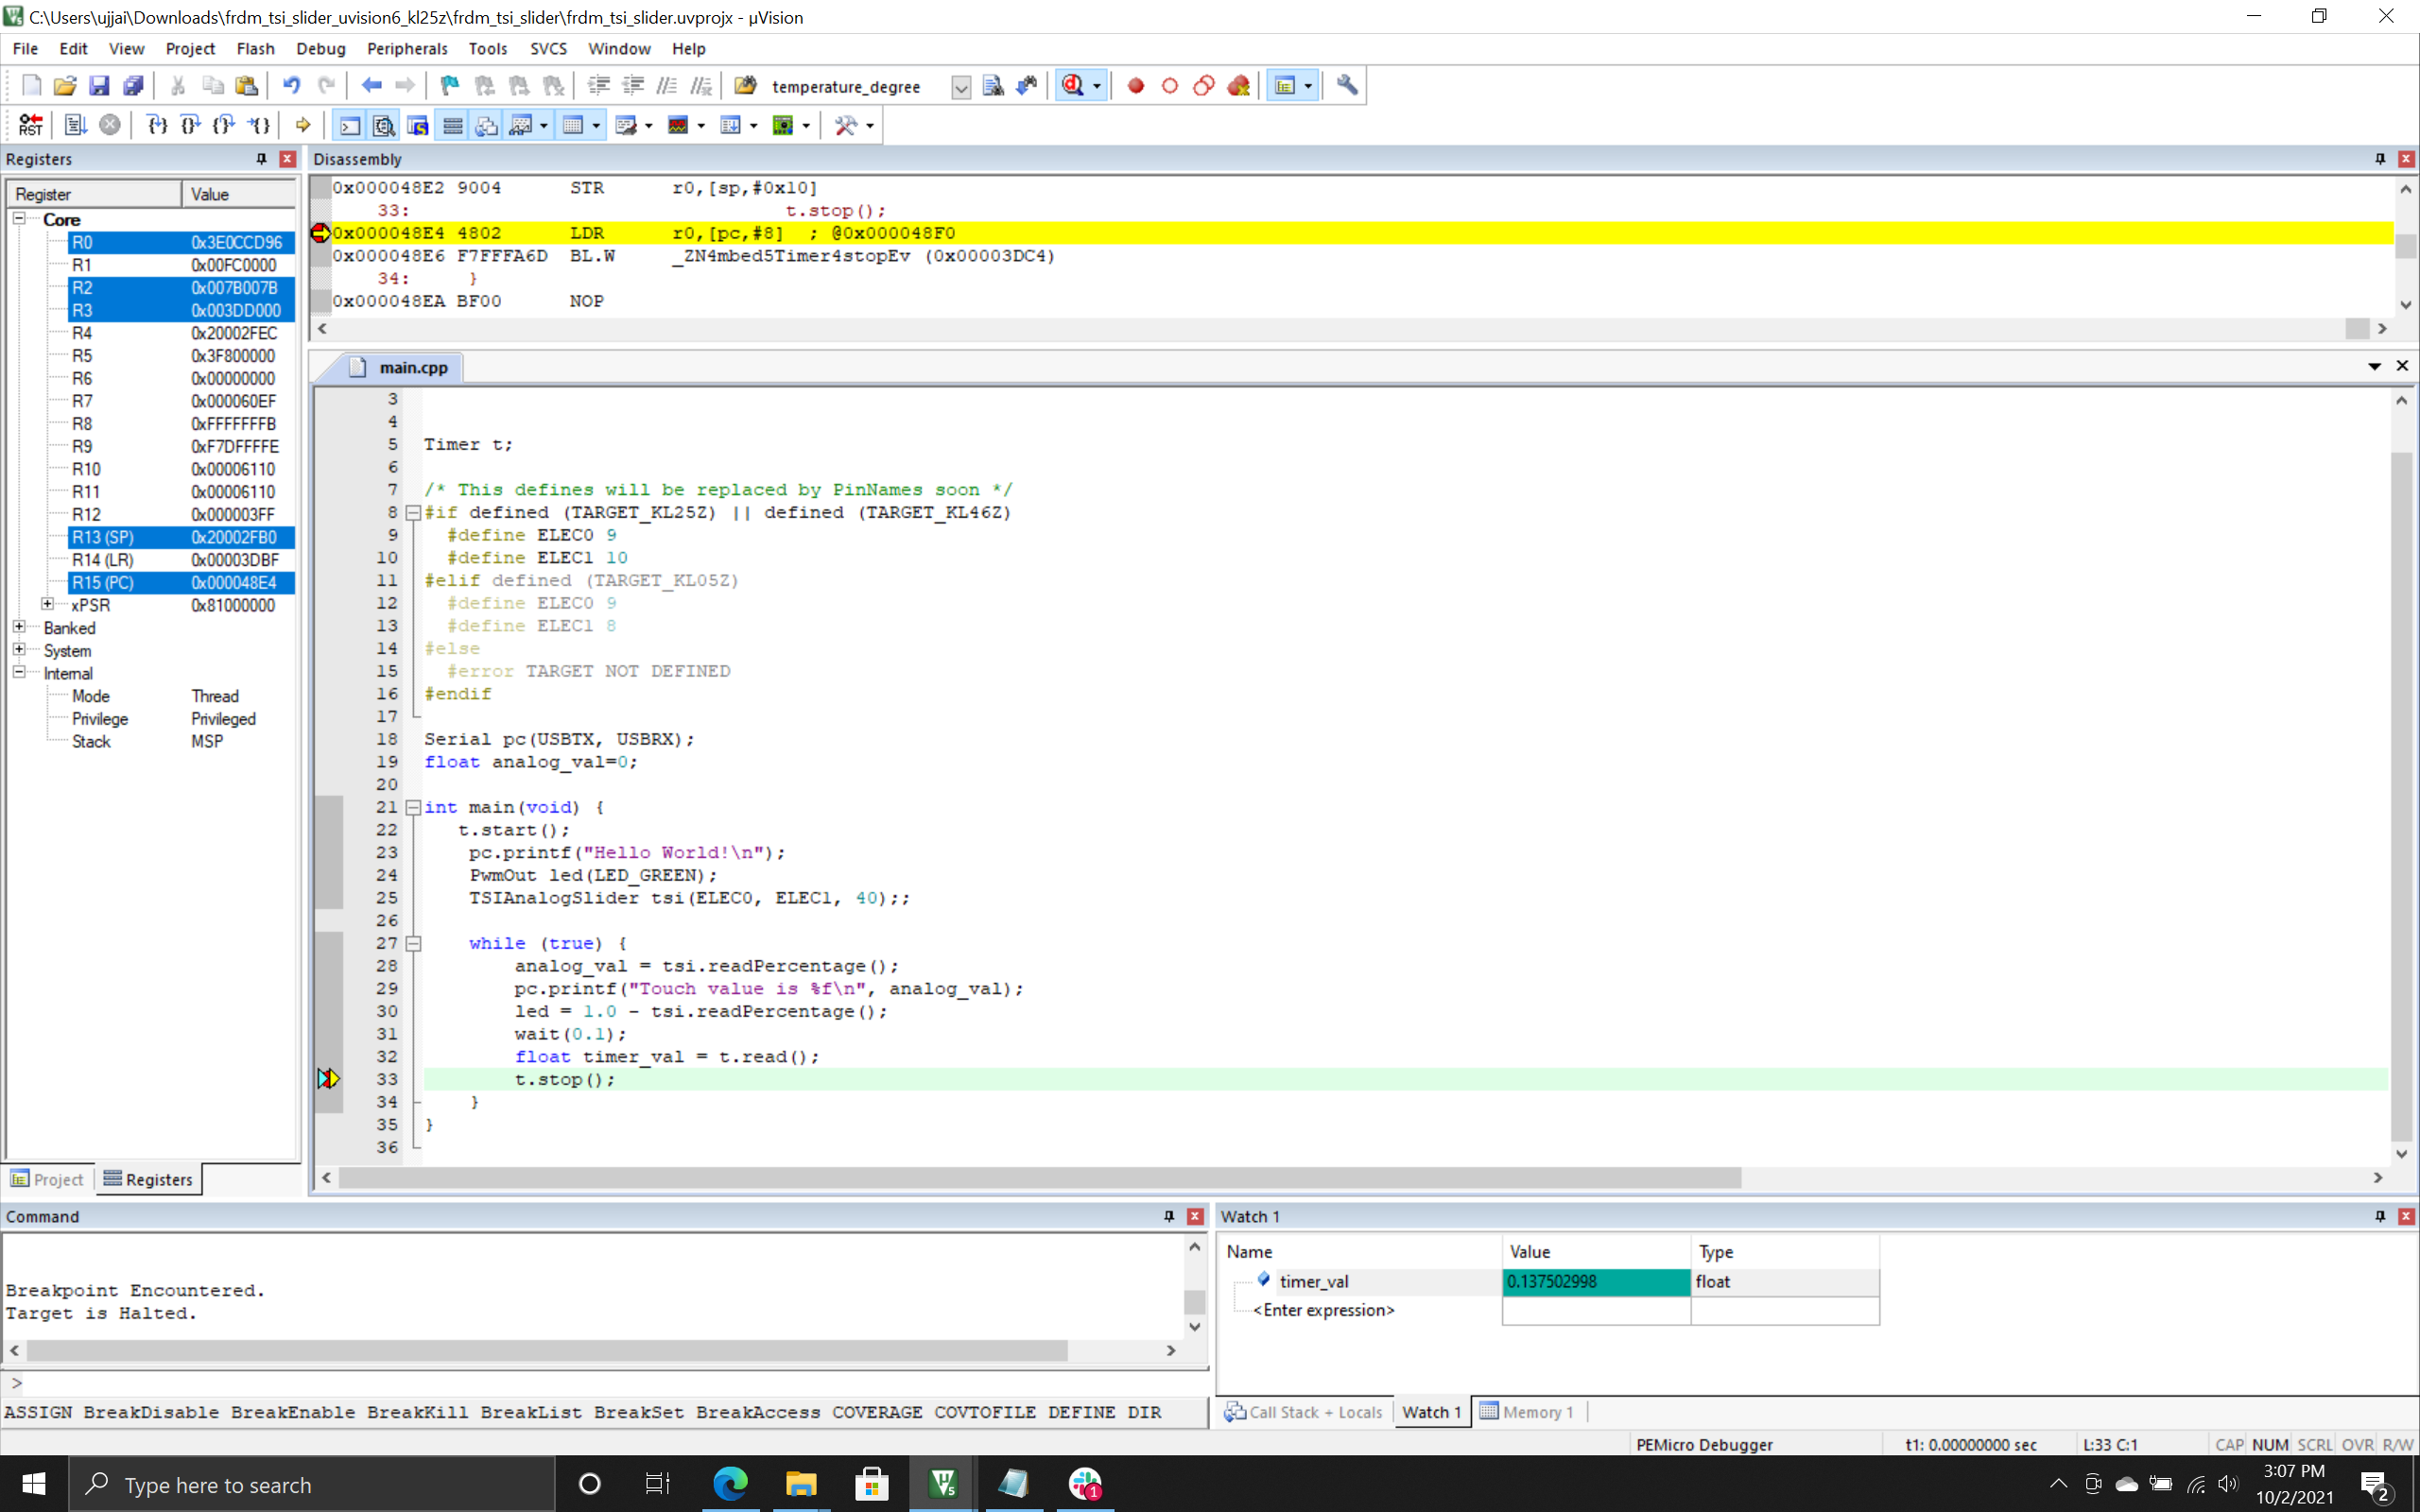 C:\Users\ujjai\Downloads\frdm_tsi_slider_uvision6_kl25z\frdm_tsi_slider\frdm_tsi_slider.uvprojx - µVision
File Edit View Project Flash Debug Peripherals Tools SVCS Window Help
temperature_degree
RST
Registers
Register Value
Core
R0 0x3E0CCD96
R1 0x00FC0000
R2 0x007B007B
R3 0x003DD000
R4 0x20002FEC
R5 0x3F800000
R6 0x00000000
R7 0x000060EF
R8 0xFFFFFFFB
R9 0xF7DFFFFE
R10 0x00006110
R11 0x00006110
R12 0x000003FF
R13 (SP) 0x20002FB0
R14 (LR) 0x00003DBF
R15 (PC) 0x000048E4
xPSR 0x81000000
Banked
System
Internal
Mode Thread
Privilege Privileged
Stack MSP
Project Registers
Disassembly
0x000048E2 9004 STR r0,[sp,#0x10]
33: t.stop();
0x000048E4 4802 LDR r0,[pc,#8] ; @0x000048F0
0x000048E6 F7FFFA6D BL.W _ZN4mbed5Timer4stopEv (0x00003DC4)
34: }
0x000048EA BF00 NOP
main.cpp
3
4
5 Timer t;
6
7 /* This defines will be replaced by PinNames soon */
8 #if defined (TARGET_KL25Z) || defined (TARGET_KL46Z)
9 #define ELEC0 9
10 #define ELEC1 10
11 #elif defined (TARGET_KL05Z)
12 #define ELEC0 9
13 #define ELEC1 8
14 #else
15 #error TARGET NOT DEFINED
16 #endif
17
18 Serial pc(USBTX, USBRX);
19 float analog_val=0;
20
21 int main(void) {
22 t.start();
23 pc.printf("Hello World!\n");
24 PwmOut led(LED_GREEN);
25 TSIAnalogSlider tsi(ELEC0, ELEC1, 40);;
26
27 while (true) {
28 analog_val = tsi.readPercentage();
29 pc.printf("Touch value is %f\n", analog_val);
30 led = 1.0 - tsi.readPercentage();
31 wait(0.1);
32 float timer_val = t.read();
33 t.stop();
34 }
35 }
36
Command
Breakpoint Encountered.
Target is Halted.
>
ASSIGN BreakDisable BreakEnable BreakKill BreakList BreakSet BreakAccess COVERAGE COVTOFILE DEFINE DIR
Watch 1
Name Value Type
timer_val 0.137502998 float
<Enter expression>
Call Stack + Locals Watch 1 Memory 1
PEMicro Debugger t1: 0.00000000 sec L:33 C:1 CAP NUM SCRL OVR R/W
Type here to search
1
3:07 PM
10/2/2021
2